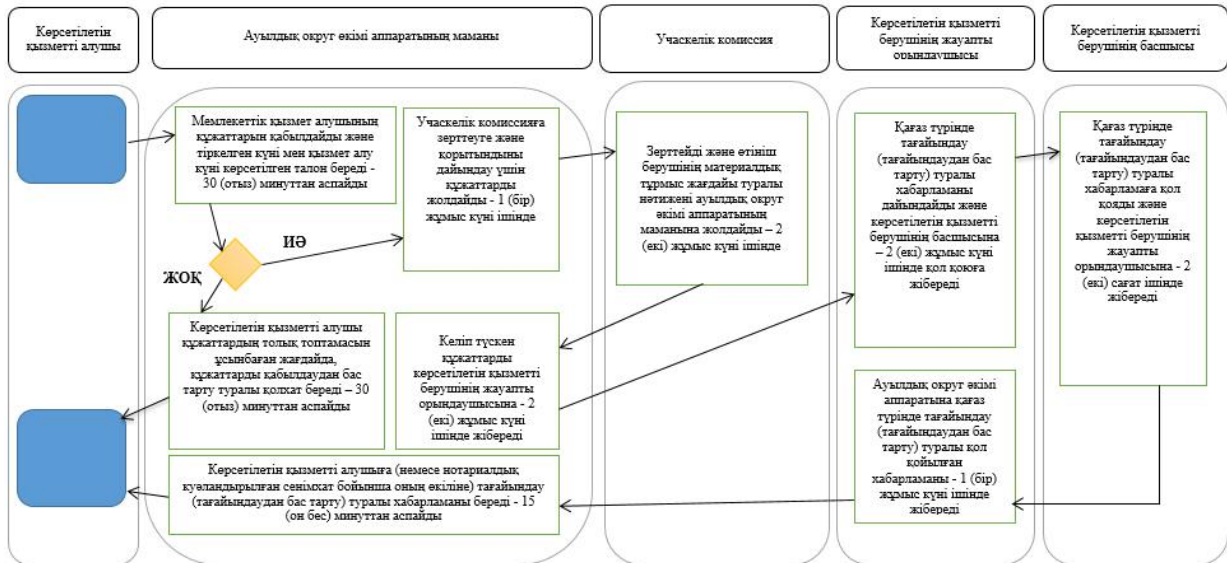 Көрсетілетін
қызметті алушы
Ауылдық округ әкімі аппаратының маманы
Учаскелік комиссия
Көрсетілетін қызметті
берушінің жауапты
орындаушысы
Көрсетілетін қызметті
берушінің басшысы
Мемлекеттік қызмет алушының
құжаттарын қабылдайды және
тіркелген күні мен қызмет алу
күні көрсетілген талон береді -
30 (отыз) минуттан аспайды
Учаскелік комиссияға
зерттеуге және
қорытындыны
дайындау үшін
құжаттарды
жолдайды - 1 (бір)
жұмыс күні ішінде
Зерттейді және өтініш
берушінің материалдық
тұрмыс жағдайы туралы
нәтижені ауылдық округ
әкімі аппаратының
маманына жолдайды – 2
(екі) жұмыс күні ішінде
Қағаз түрінде
тағайындау
(тағайындаудан бас
тарту) туралы
хабарламаны
дайындайды және
көрсетілетін қызметті
берушінің басшысына
– 2 (екі) жұмыс күні
ішінде қол қоюға
жібереді
Қағаз түрінде
тағайындау
(тағайындаудан бас
тарту) туралы
хабарламаға қол
қояды және
көрсетілетін
қызметті берушінің
жауапты
орындаушысына - 2
(екі) сағат ішінде
жібереді
ИӘ
ЖОҚ
Көрсетілетін қызметті алушы
құжаттардың толық топтамасын
ұсынбаған жағдайда,
құжаттарды қабылдаудан бас
тарту туралы қолхат береді – 30
(отыз) минуттан аспайды
Келіп түскен
құжаттарды
көрсетілетін қызметті
берушінің жауапты
орындаушысына - 2
(екі) жұмыс күні
ішінде жібереді
Ауылдық округ әкімі
аппаратына қағаз
түрінде тағайындау
(тағайындаудан бас
тарту) туралы қол
қойылған
хабарламаны - 1 (бір)
жұмыс күні ішінде
жібереді
Көрсетілетін қызметті алушыға (немесе нотариалдық
куәландырылған сенімхат бойынша оның өкіліне) тағайындау
(тағайындаудан бас тарту) туралы хабарламаны береді - 15
(он бес) минуттан аспайды